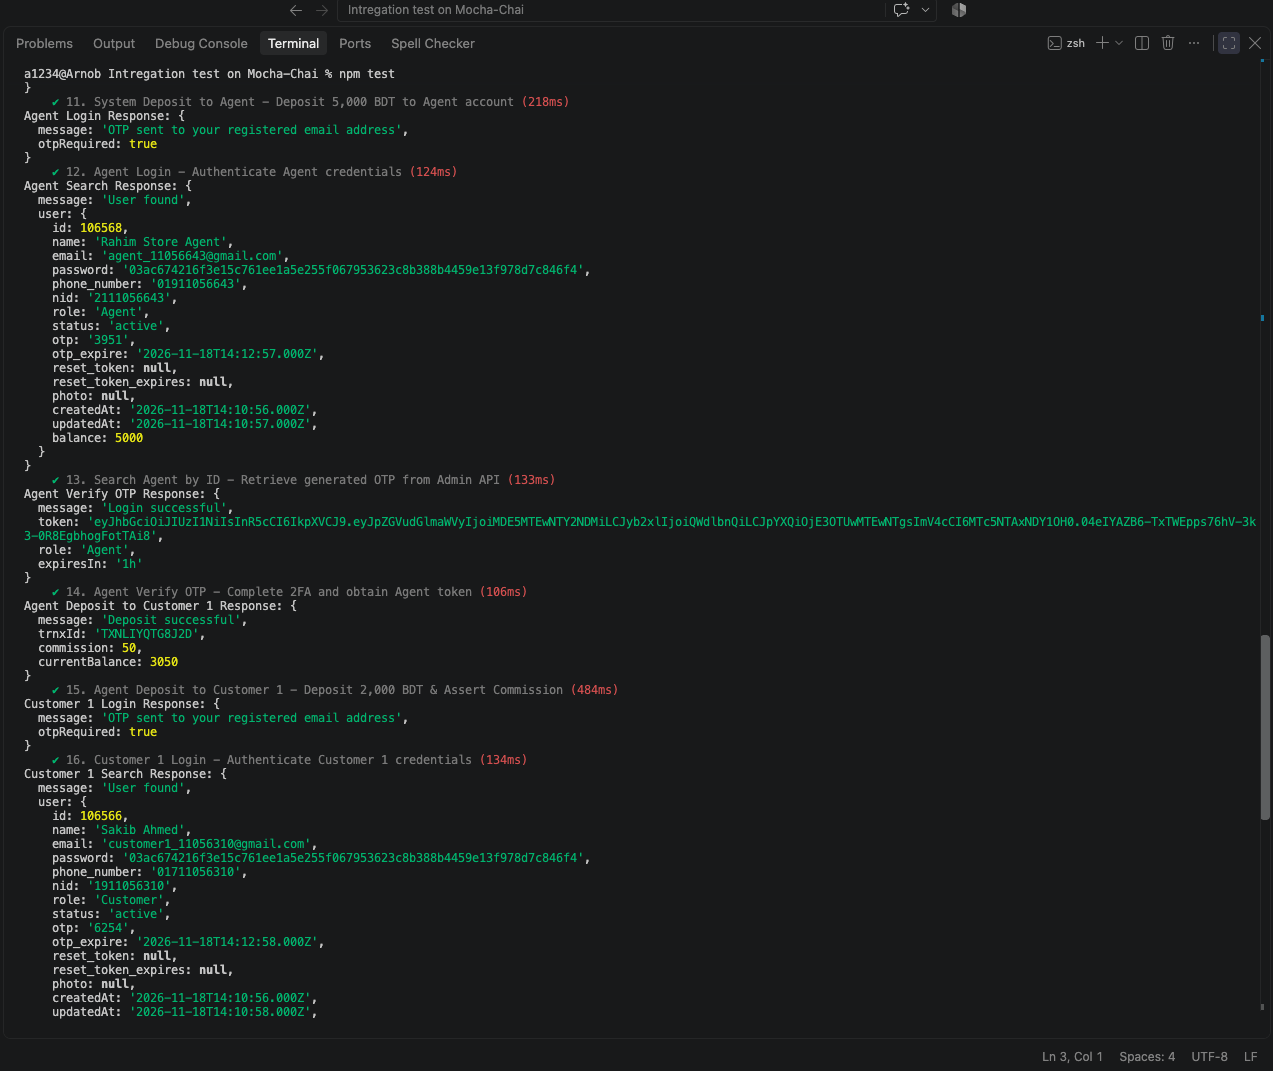 Intregation test on Mocha-Chai
Problems Output Debug Console Terminal Ports Spell Checker zsh
a1234@Arnob Intregation test on Mocha-Chai % npm test
}
✔ 11. System Deposit to Agent – Deposit 5,000 BDT to Agent account (218ms)
Agent Login Response: {
message: 'OTP sent to your registered email address',
otpRequired: true
}
✔ 12. Agent Login – Authenticate Agent credentials (124ms)
Agent Search Response: {
message: 'User found',
user: {
id: 106568,
name: 'Rahim Store Agent',
email: 'agent_11056643@gmail.com',
password: '03ac674216f3e15c761ee1a5e255f067953623c8b388b4459e13f978d7c846f4',
phone_number: '01911056643',
nid: '2111056643',
role: 'Agent',
status: 'active',
otp: '3951',
otp_expire: '2026-11-18T14:12:57.000Z',
reset_token: null,
reset_token_expires: null,
photo: null,
createdAt: '2026-11-18T14:10:56.000Z',
updatedAt: '2026-11-18T14:10:57.000Z',
balance: 5000
}
}
✔ 13. Search Agent by ID – Retrieve generated OTP from Admin API (133ms)
Agent Verify OTP Response: {
message: 'Login successful',
token: 'eyJhbGciOiJIUzI1NiIsInR5cCI6IkpXVCJ9.eyJpZGVudGlmaWVyIjoiMDE5MTEwNTY2NDMiLCJyb2xlIjoiQWdlbnQiLCJpYXQiOjE3OTUwMTEwNTgsImV4cCI6MTc5NTAxNDY1OH0.04eIYAZB6-TxTWEpps76hV-3k
3-0R8EgbhogFotTAi8',
role: 'Agent',
expiresIn: '1h'
}
✔ 14. Agent Verify OTP – Complete 2FA and obtain Agent token (106ms)
Agent Deposit to Customer 1 Response: {
message: 'Deposit successful',
trnxId: 'TXNLIYQTG8J2D',
commission: 50,
currentBalance: 3050
}
✔ 15. Agent Deposit to Customer 1 – Deposit 2,000 BDT & Assert Commission (484ms)
Customer 1 Login Response: {
message: 'OTP sent to your registered email address',
otpRequired: true
}
✔ 16. Customer 1 Login – Authenticate Customer 1 credentials (134ms)
Customer 1 Search Response: {
message: 'User found',
user: {
id: 106566,
name: 'Sakib Ahmed',
email: 'customer1_11056310@gmail.com',
password: '03ac674216f3e15c761ee1a5e255f067953623c8b388b4459e13f978d7c846f4',
phone_number: '01711056310',
nid: '1911056310',
role: 'Customer',
status: 'active',
otp: '6254',
otp_expire: '2026-11-18T14:12:58.000Z',
reset_token: null,
reset_token_expires: null,
photo: null,
createdAt: '2026-11-18T14:10:56.000Z',
updatedAt: '2026-11-18T14:10:58.000Z',
Ln 3, Col 1 Spaces: 4 UTF-8 LF